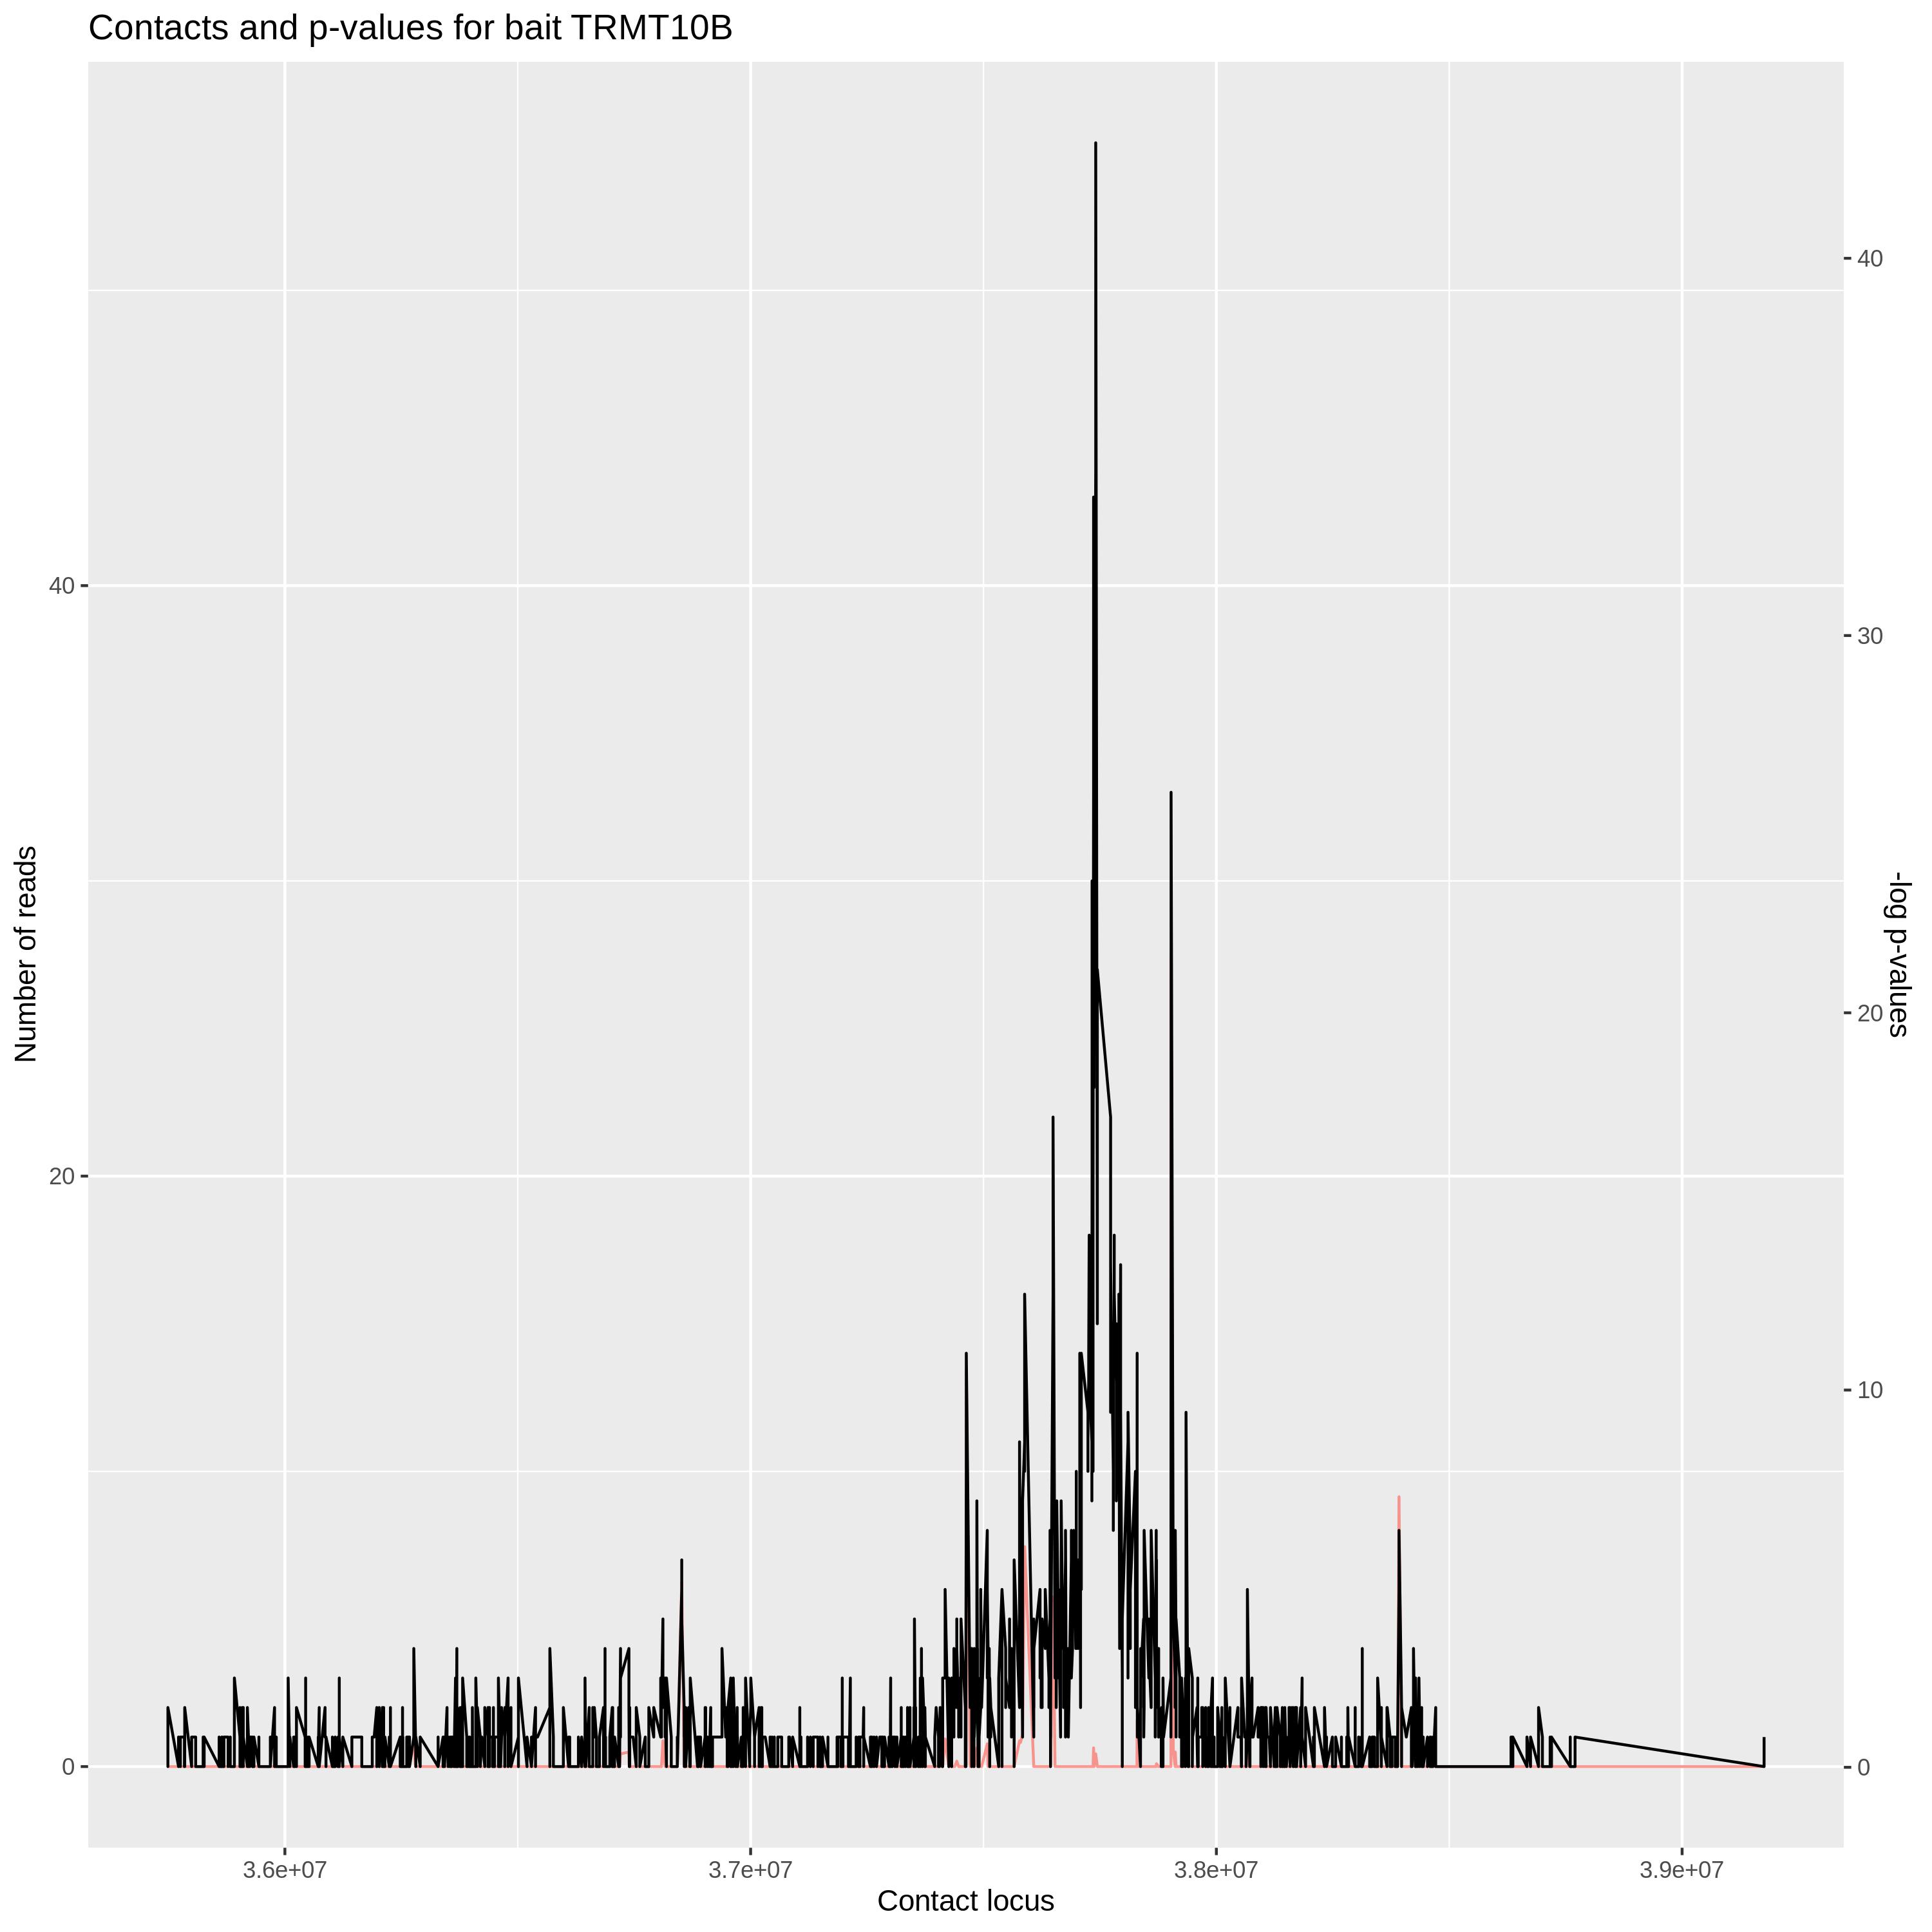 Contacts and p-values for bait TRMT10B
Number of reads
40
20
0
40
30
20
10
0
-log p-values
3.6e+07
3.7e+07
3.8e+07
3.9e+07
Contact locus